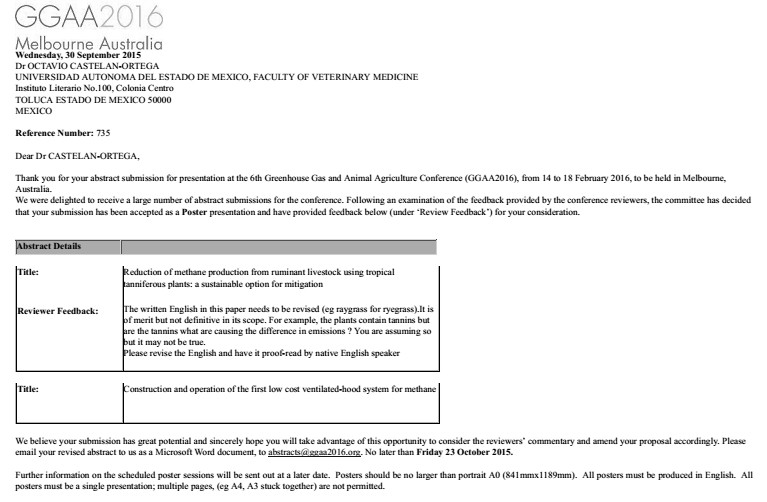 GGAA2016
Melbourne Australia
Wednesday, 30 September 2015
Dr OCTAVIO CASTELAN-ORTEGA
UNIVERSIDAD AUTONOMA DEL ESTADO DE MEXICO, FACULTY OF VETERINARY MEDICINE
Instituto Literario No.100, Colonia Centro
TOLUCA ESTADO DE MEXICO 50000
MEXICO
Reference Number: 735
Dear Dr CASTELAN-ORTEGA,
Thank you for your abstract submission for presentation at the 6th Greenhouse Gas and Animal Agriculture Conference (GGAA2016), from 14 to 18 February 2016, to be held in Melbourne,
Australia.
We were delighted to receive a large number of abstract submissions for the conference. Following an examination of the feedback provided by the conference reviewers, the committee has decided
that your submission has been accepted as a Poster presentation and have provided feedback below (under 'Review Feedback') for your consideration.
Abstract Details
Title:
Reduction of methane production from ruminant livestock using tropical
tanniferous plants: a sustainable option for mitigation
Reviewer Feedback:
The written English in this paper needs to be revised (eg raygrass for ryegrass).It is
of merit but not definitive in its scope. For example, the plants contain tannins but
are the tannins what are causing the difference in emissions ? You are assuming so
but it may not be true.
Please revise the English and have it proof-read by native English speaker
Title:
Construction and operation of the first low cost ventilated-hood system for methane
We believe your submission has great potential and sincerely hope you will take advantage of this opportunity to consider the reviewers' commentary and amend your proposal accordingly. Please
email your revised abstract to us as a Microsoft Word document, to abstracts@ggaa2016.org. No later than Friday 23 October 2015.
Further information on the scheduled poster sessions will be sent out at a later date. Posters should be no larger than portrait A0 (841mmx1189mm). All posters must be produced in English. All
posters must be a single presentation; multiple pages, (eg A4, A3 stuck together) are not permitted.